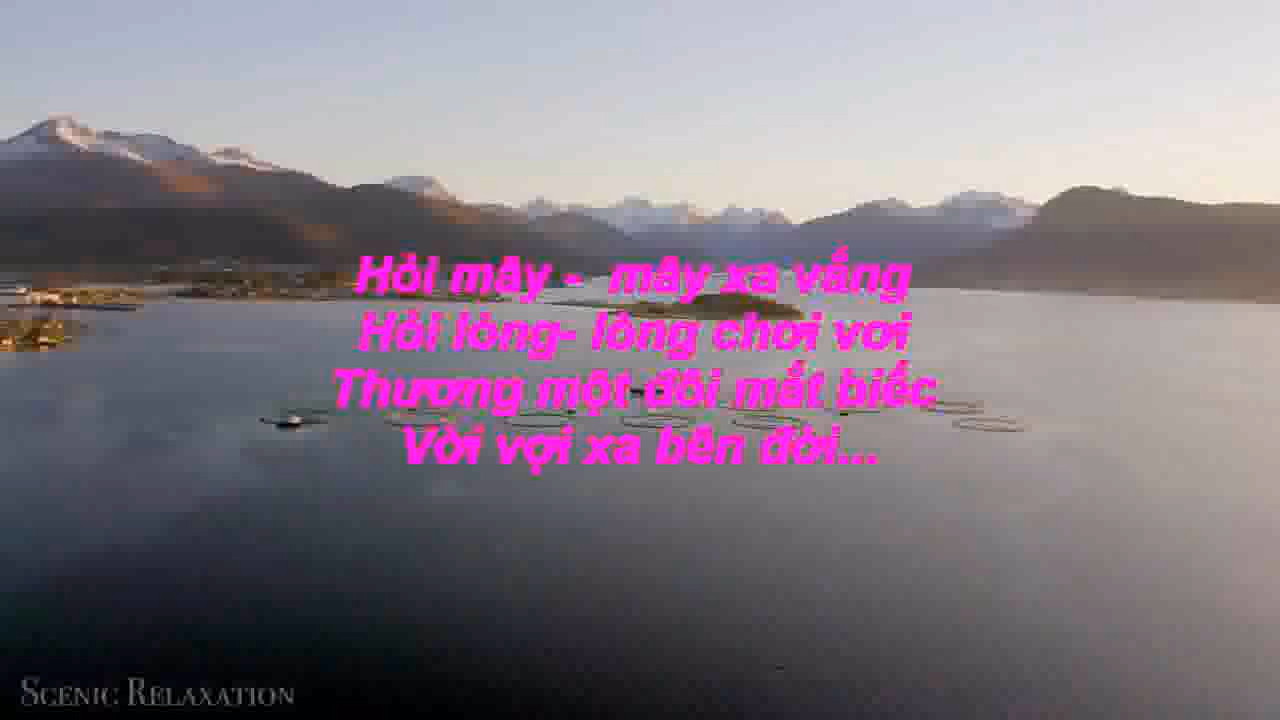 Hỏi mây - mây xa vắng
Hỏi lòng- lòng chơi vơi
Thương một đôi mắt biếc
Vời vợi xa bên đời...
SCENIC RELAXATION